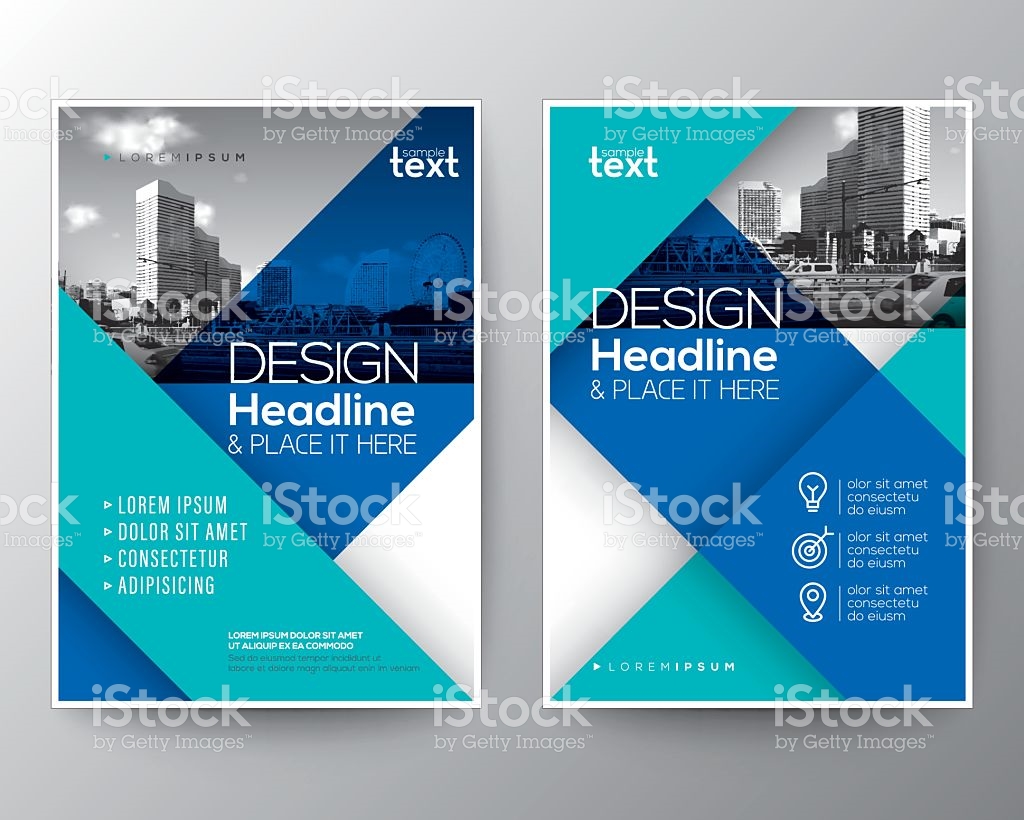 LOREMIPSUM
sample
text
DESIGN
Headline
& PLACE IT HERE
LOREM IPSUM
DOLOR SIT AMET
CONSECTETUR
ADIPISICING
LOREM IPSUM DOLOR SIT AMET
UT ALIQUIP EX EA COMMODO
Sed do eiusmod tempor incididunt
ut labore et dolore magna aliqua. Ut enim ad minim veniam
sample
text
DESIGN
Headline
& PLACE IT HERE
olor sit amet
consectetu
do eiusm
olor sit amet
consectetu
do eiusm
olor sit amet
consectetu
do eiusm
LOREMIPSUM
iStock
by Getty Images™